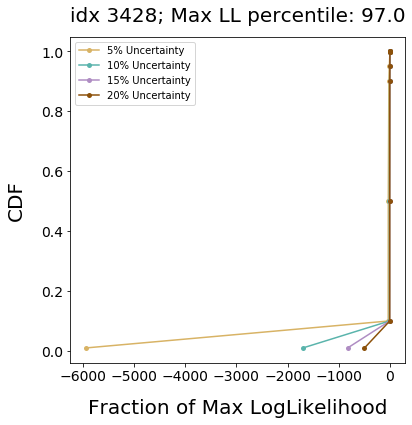 idx 3428; Max LL percentile: 97.0
5% Uncertainty
10% Uncertainty
15% Uncertainty
20% Uncertainty
1.0
0.8
0.6
0.4
0.2
0.0
CDF
−6000 −5000 −4000 −3000 −2000 −1000 0
Fraction of Max LogLikelihood